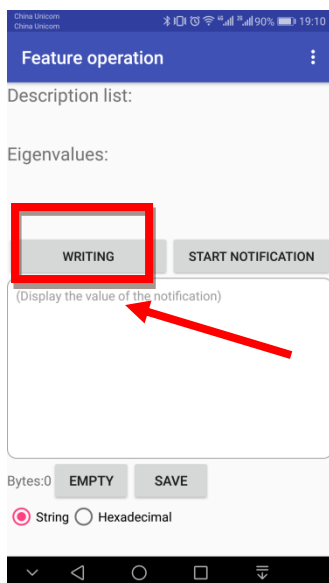 China Unicom
China Unicom
90% 19:10
Feature operation
Description list:
Eigenvalues:
WRITING START NOTIFICATION
(Display the value of the notification)
Bytes:0 EMPTY SAVE
String Hexadecimal